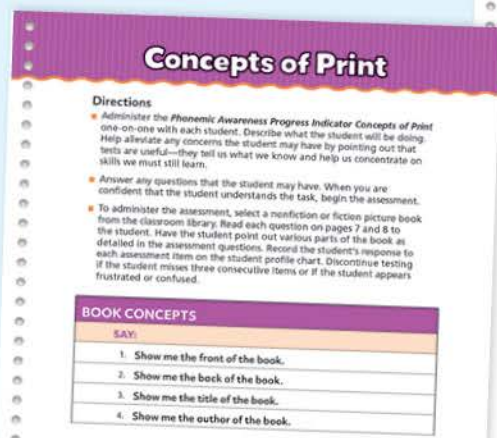 Concepts of Print
Directions
■ Administer the Phonemic Awareness Progress Indicator Concepts of Print
one-on-one with each student. Describe what the student will be doing.
Help alleviate any concerns the student may have by pointing out that
tests are useful—they tell us what we know and help us concentrate on
skills we must still learn.
■ Answer any questions that the student may have. When you are
confident that the student understands the task, begin the assessment.
■ To administer the assessment, select a nonfiction or fiction picture book
from the classroom library. Read each question on pages 7 and 8 to
the student. Have the student point out various parts of the book as
detailed in the assessment questions. Record the student's response to
each assessment item on the student profile chart. Discontinue testing
if the student misses three consecutive items or if the student appears
frustrated or confused.
BOOK CONCEPTS
SAY:
1. Show me the front of the book.
2. Show me the back of the book.
3. Show me the title of the book.
4. Show me the author of the book.